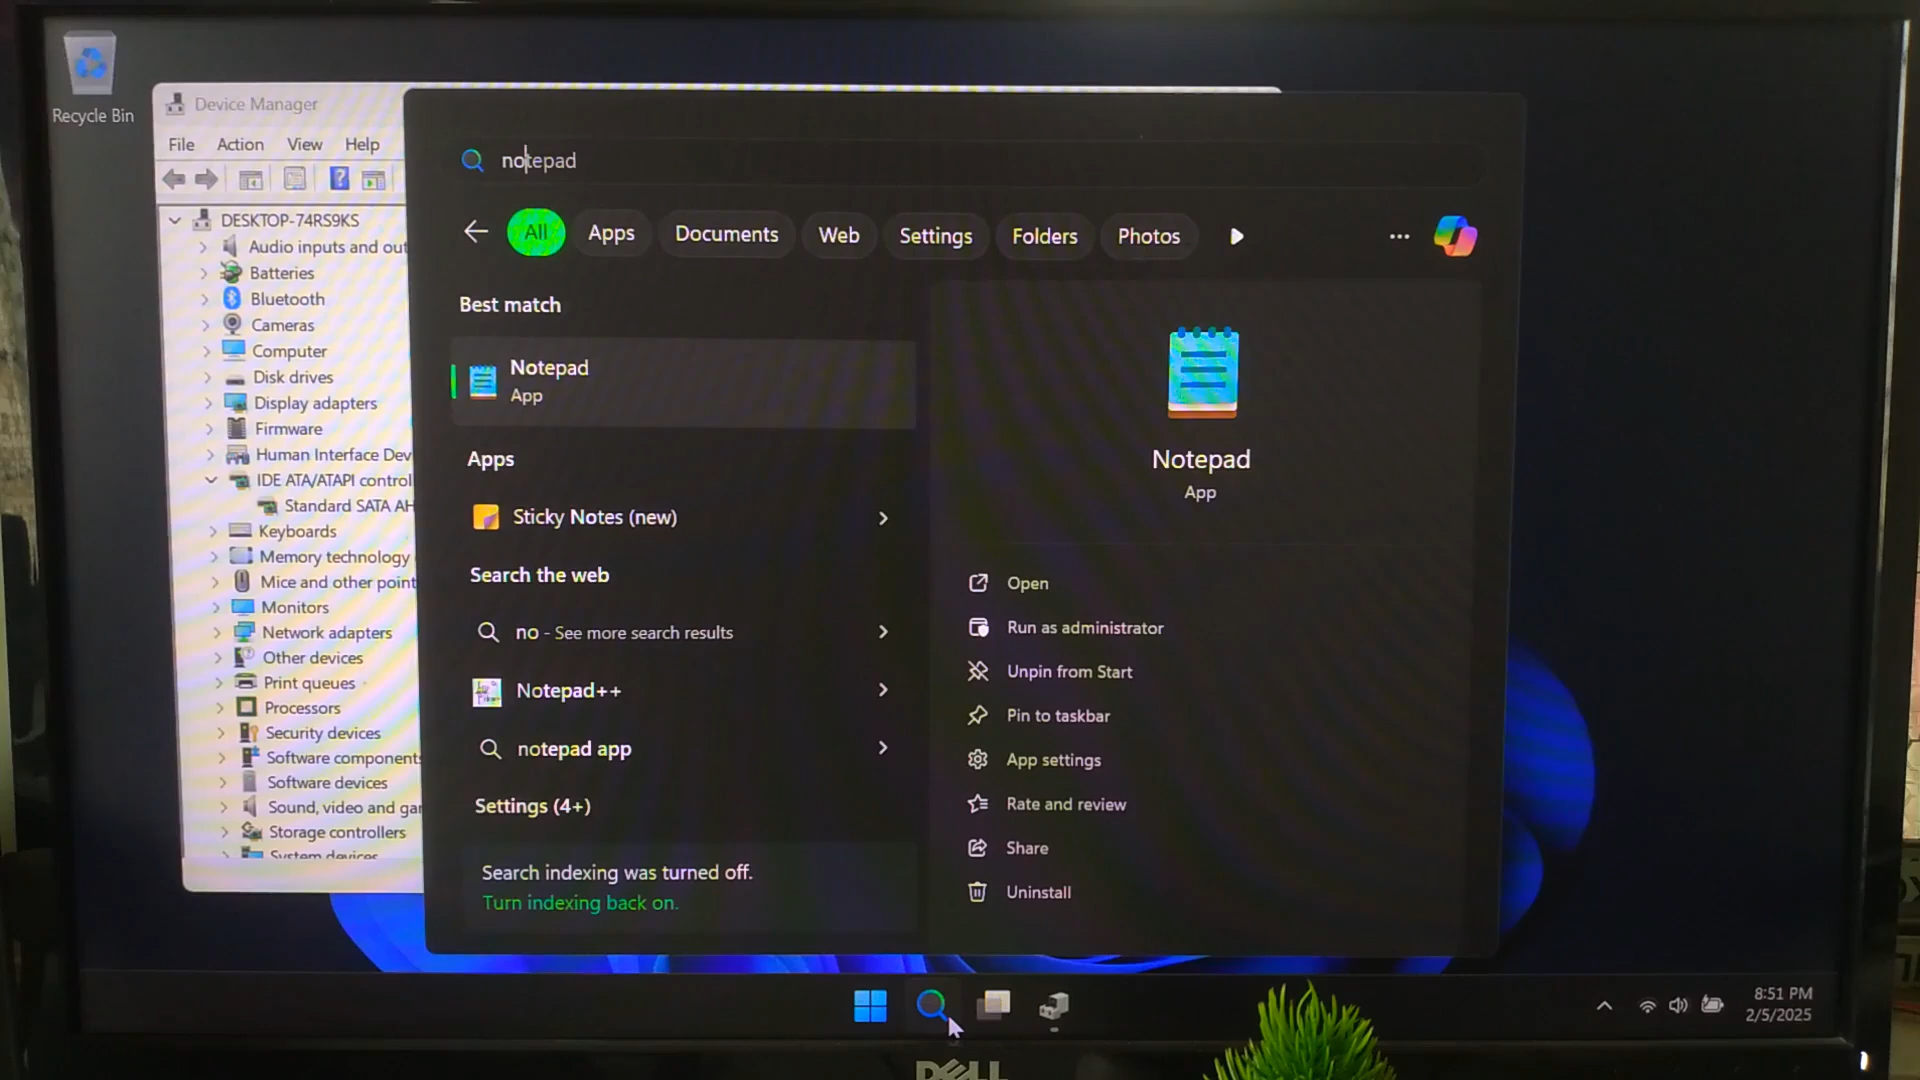 Recycle Bin
Device Manager
File Action View Help
DESKTOP-74RS9KS
Audio inputs and out
Batteries
Bluetooth
Cameras
Computer
Disk drives
Display adapters
Firmware
Human Interface Dev
IDE ATA/ATAPI control
Standard SATA AH
Keyboards
Memory technology
Mice and other point
Monitors
Network adapters
Other devices
Print queues
Processors
Security devices
Software components
Software devices
Sound, video and ga
Storage controllers
System devices
notepad
All Apps Documents Web Settings Folders Photos
Best match
Notepad
App
Apps
Sticky Notes (new)
Search the web
no - See more search results
Notepad++
notepad app
Settings (4+)
Search indexing was turned off.
Turn indexing back on.
Notepad
App
Open
Run as administrator
Unpin from Start
Pin to taskbar
App settings
Rate and review
Share
Uninstall
8:51 PM
2/5/2025
DELL